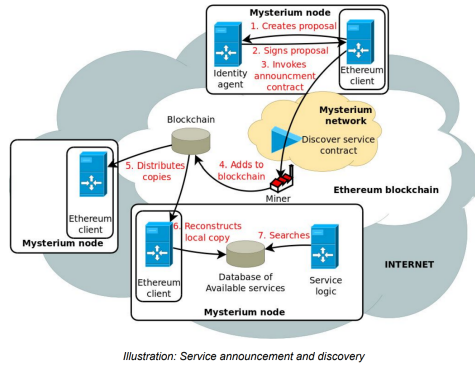 Mysterium node
1. Creates proposal
2. Signs proposal
3. Invokes
announcment
contract
Identity
agent
Ethereum
client
Mysterium
network
Discover service
contract
Blockchain
4. Adds to
blockchain
Miner
Ethereum blockchain
5. Distributes
copies
Ethereum
client
Mysterium node
6. Reconstructs
local copy
7. Searches
Ethereum
client
Database of
Available services
Service
logic
Mysterium node
INTERNET
Illustration: Service announcement and discovery